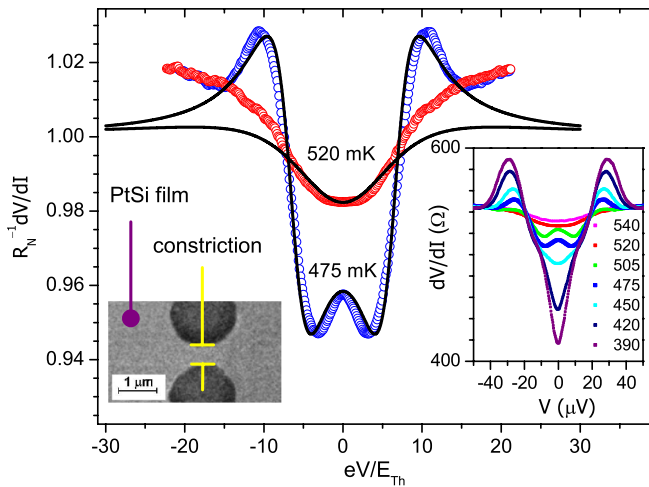 R_N^{-1}dV/dI
1.02
1.00
0.98
0.96
0.94
520 mK
475 mK
PtSi film
constriction
1 μm
-30 -20 -10 0 10 20 30
eV/E_Th
600
400
dV/dI (Ω)
540
520
505
475
450
420
390
-40 -20 0 20 40
V (μV)